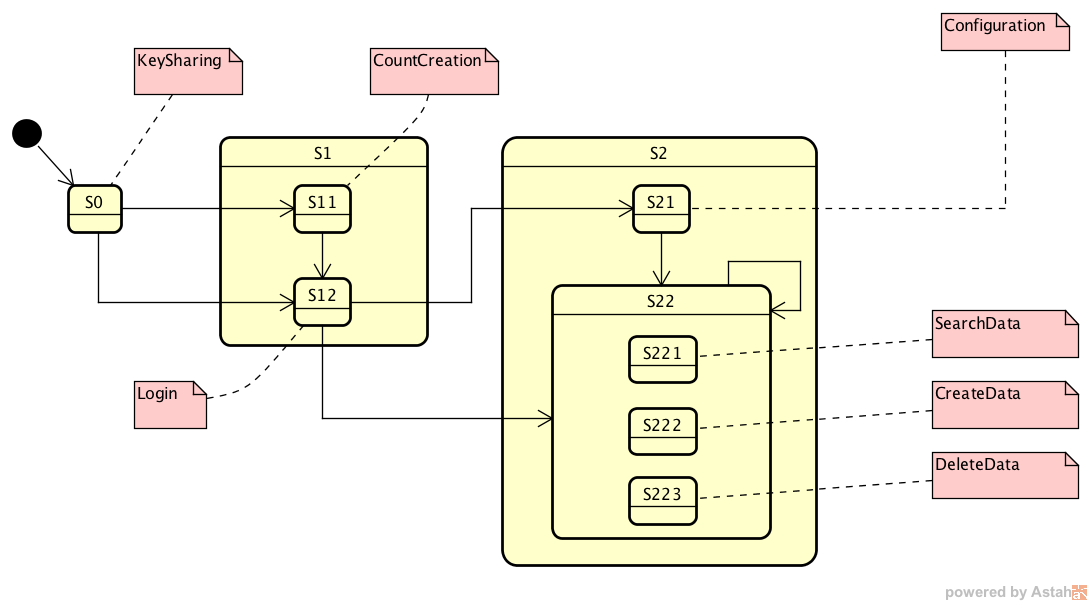 Configuration
KeySharing
CountCreation
S1
S2
S0
S11
S21
S12
S22
SearchData
S221
Login
CreateData
S222
DeleteData
S223
powered by Astah